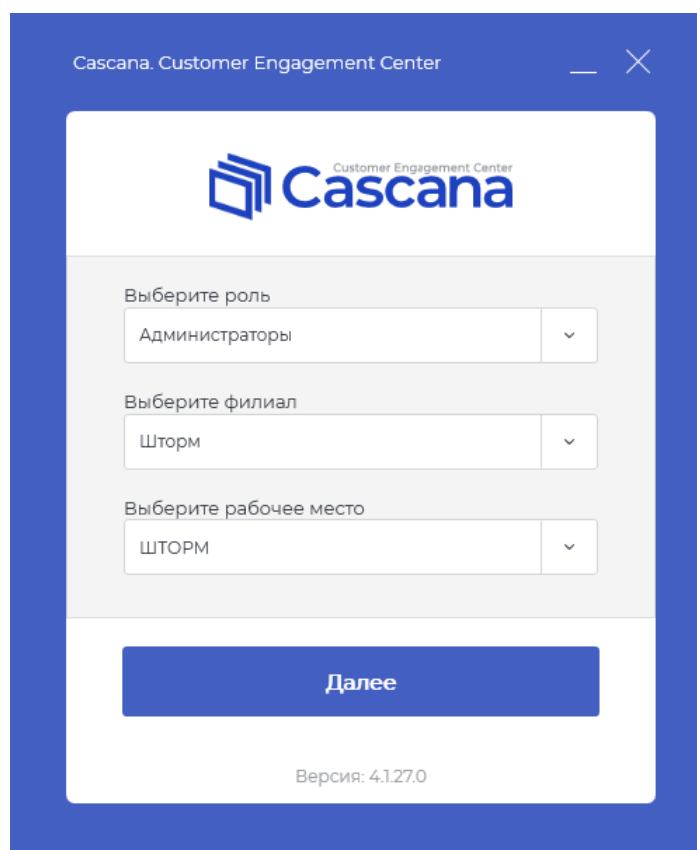 Cascana. Customer Engagement Center
Customer Engagement Center
Cascana
Выберите роль
Администраторы
Выберите филиал
Шторм
Выберите рабочее место
ШТОРМ
Далее
Версия: 4.1.27.0